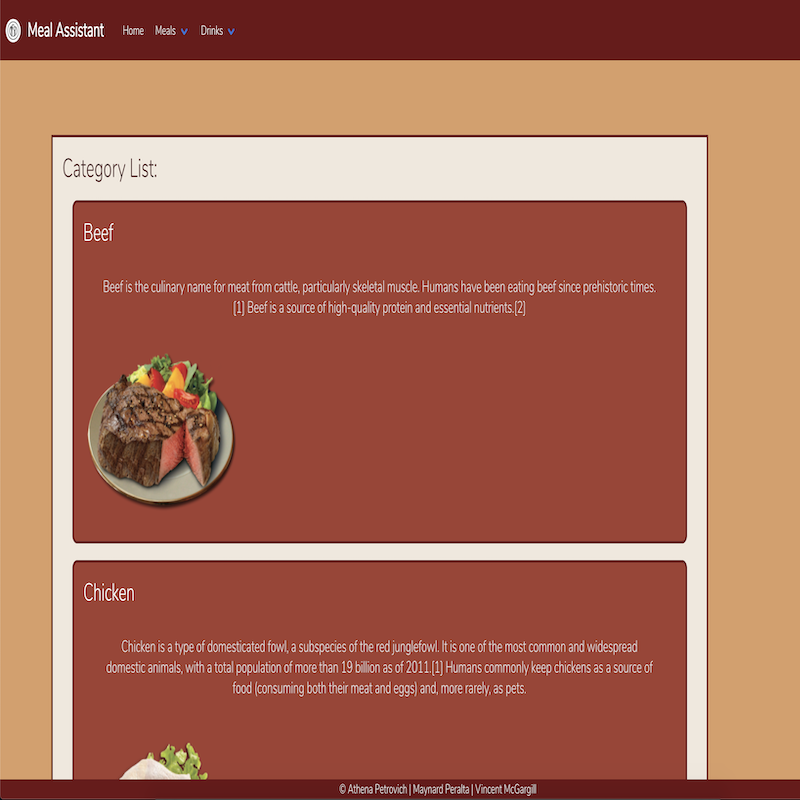 Meal Assistant
Home
Meals
Drinks
Category List:
Beef
Beef is the culinary name for meat from cattle, particularly skeletal muscle. Humans have been eating beef since prehistoric times.
[1] Beef is a source of high-quality protein and essential nutrients.[2]
Chicken
Chicken is a type of domesticated fowl, a subspecies of the red junglefowl. It is one of the most common and widespread
domestic animals, with a total population of more than 19 billion as of 2011.[1] Humans commonly keep chickens as a source of
food (consuming both their meat and eggs) and, more rarely, as pets.
© Athena Petrovich | Maynard Peralta | Vincent McGargill